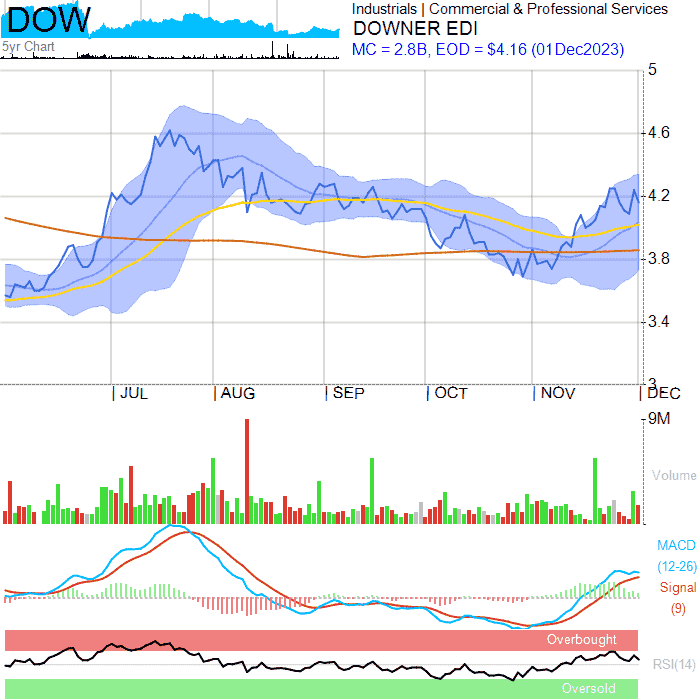 DOW
5yr Chart
Industrials | Commercial & Professional Services
DOWNER EDI
MC = 2.8B, EOD = $4.16 (01Dec2023)
5
4.6
4.2
3.8
3.4
3
JUL AUG SEP OCT NOV DEC
9M
Volume
MACD
(12-26)
Signal
(9)
Overbought
RSI(14)
Oversold